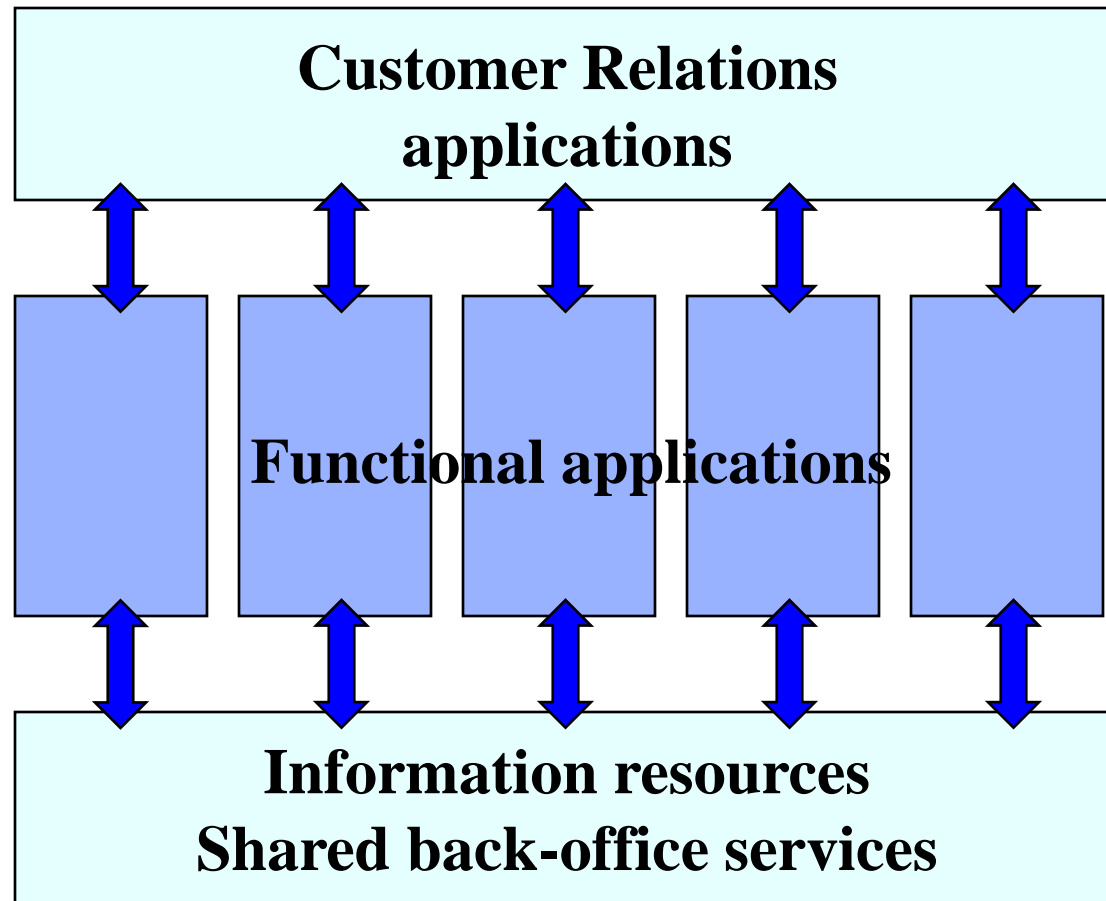 Customer Relations
applications
Functional applications
Information resources
Shared back-office services